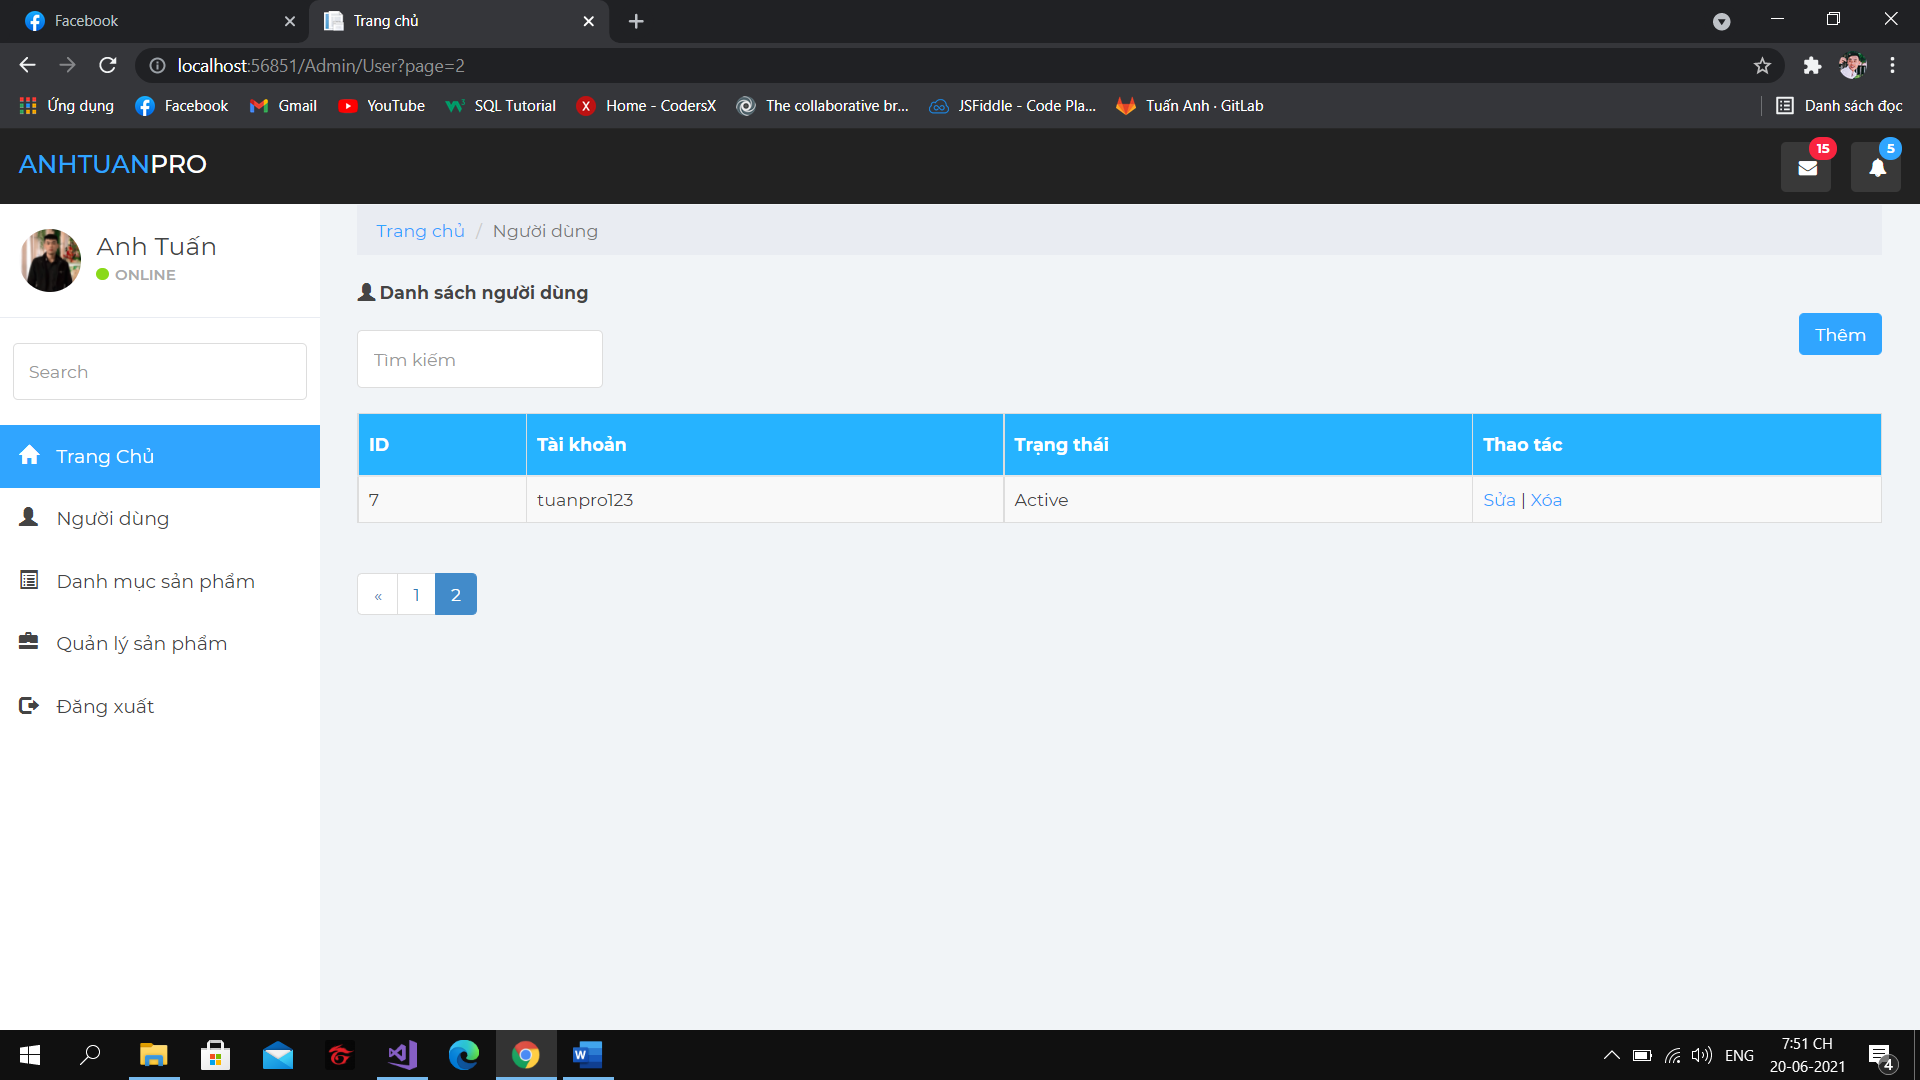 Facebook
Trang chủ
localhost:56851/Admin/User?page=2
Ứng dụng
Facebook
Gmail
YouTube
SQL Tutorial
Home - CodersX
The collaborative br...
JSFiddle - Code Pla...
Tuấn Anh · GitLab
Danh sách đọc
ANHTUANPRO
15
5
Anh Tuấn
ONLINE
Search
Trang Chủ
Người dùng
Danh mục sản phẩm
Quản lý sản phẩm
Đăng xuất
Trang chủ / Người dùng
Danh sách người dùng
Tìm kiếm
Thêm
ID Tài khoản Trạng thái Thao tác
7 tuanpro123 Active Sửa | Xóa
« 1 2
ENG
7:51 CH
20-06-2021
4